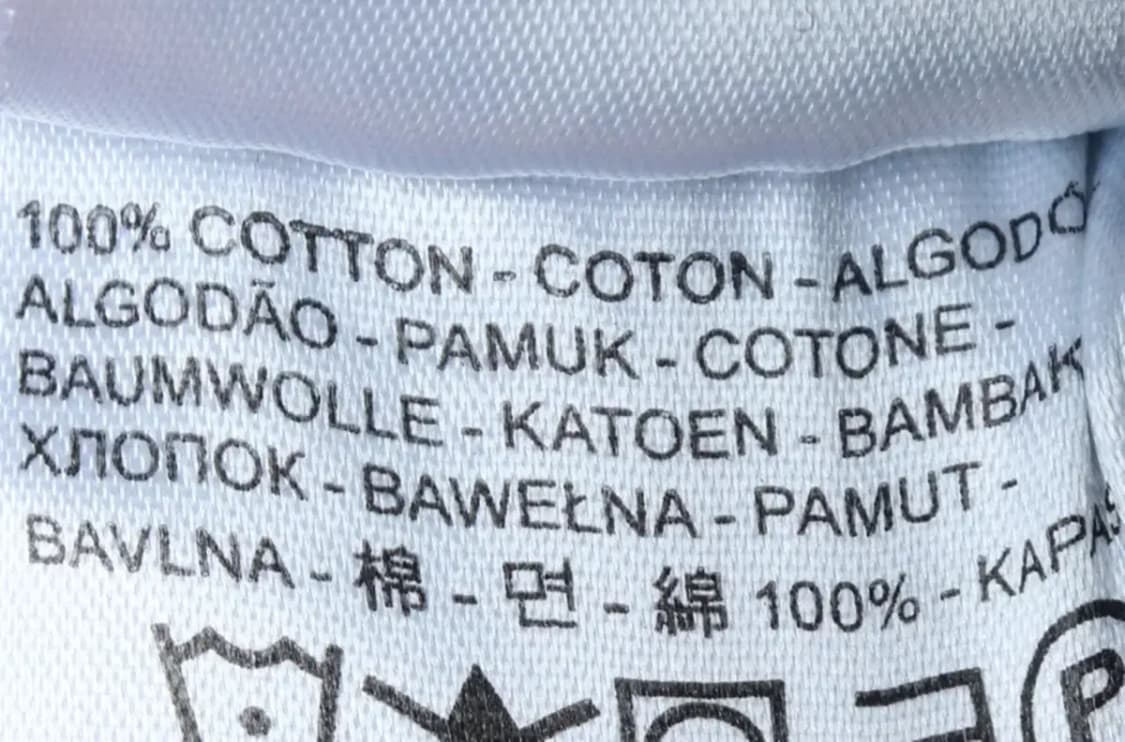 100% COTTON - COTON - ALGODÓ
ALGODÃO - PAMUK - COTONE -
BAUMWOLLE - KATOEN - BAMBAK
ХЛОПОК - BAWEŁNA - PAMUT -
BAVLNA - 棉 - 면 - 綿 100% - KAPAS
P